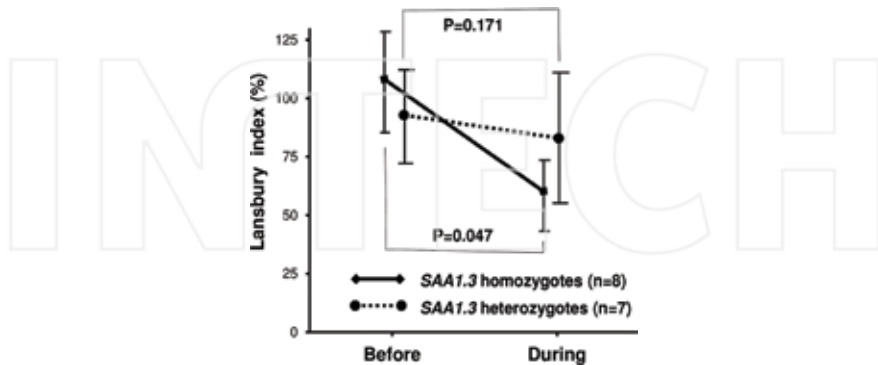 INTECH
P=0.171
Lansbury index (%)
125
100
75
50
25
0
P=0.047
SAA1.3 homozygotes (n=8)
SAA1.3 heterozygotes (n=7)
Before During